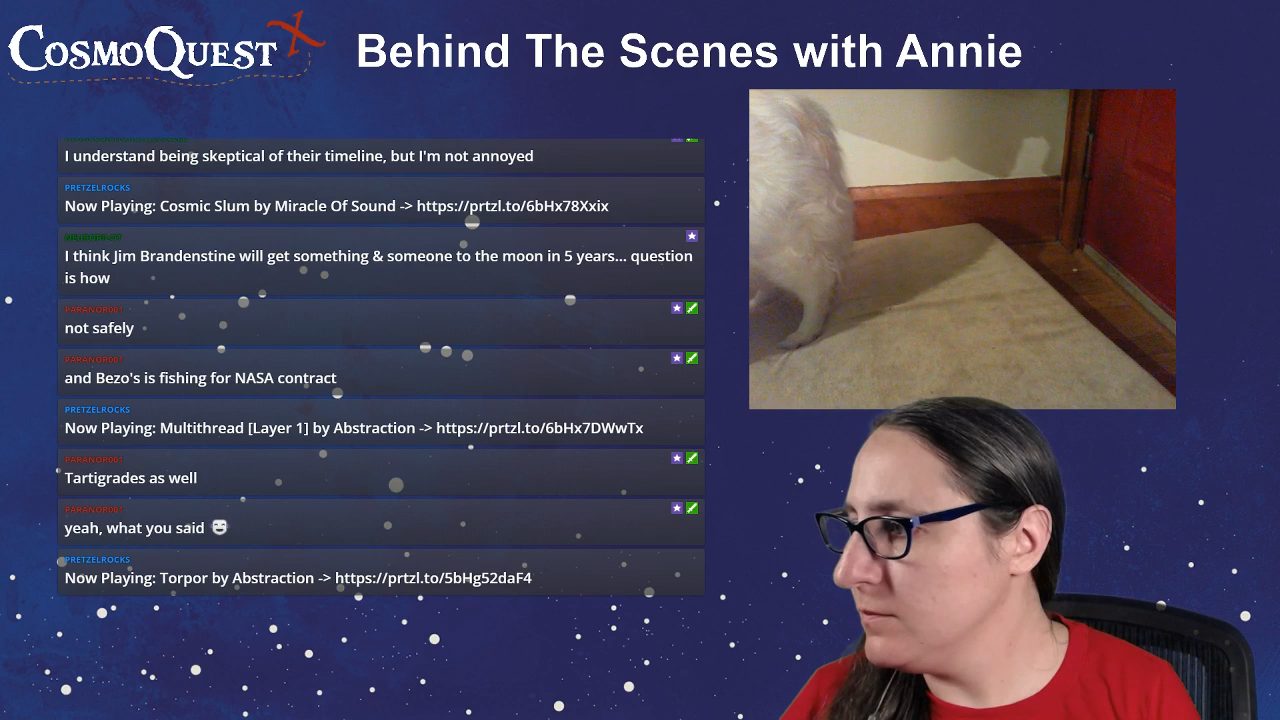 CosmoQuest X
Behind The Scenes with Annie
I understand being skeptical of their timeline, but I'm not annoyed
PRETZELROCKS
Now Playing: Cosmic Slum by Miracle Of Sound -> https://prtzl.to/6bHx78Xxix
I think Jim Brandenstine will get something & someone to the moon in 5 years... question
is how
PARANOR001
not safely
PARANOR001
and Bezo's is fishing for NASA contract
PRETZELROCKS
Now Playing: Multithread [Layer 1] by Abstraction -> https://prtzl.to/6bHx7DWwTx
PARANOR001
Tartigrades as well
PARANOR001
yeah, what you said
PRETZELROCKS
Now Playing: Torpor by Abstraction -> https://prtzl.to/5bHg52daF4